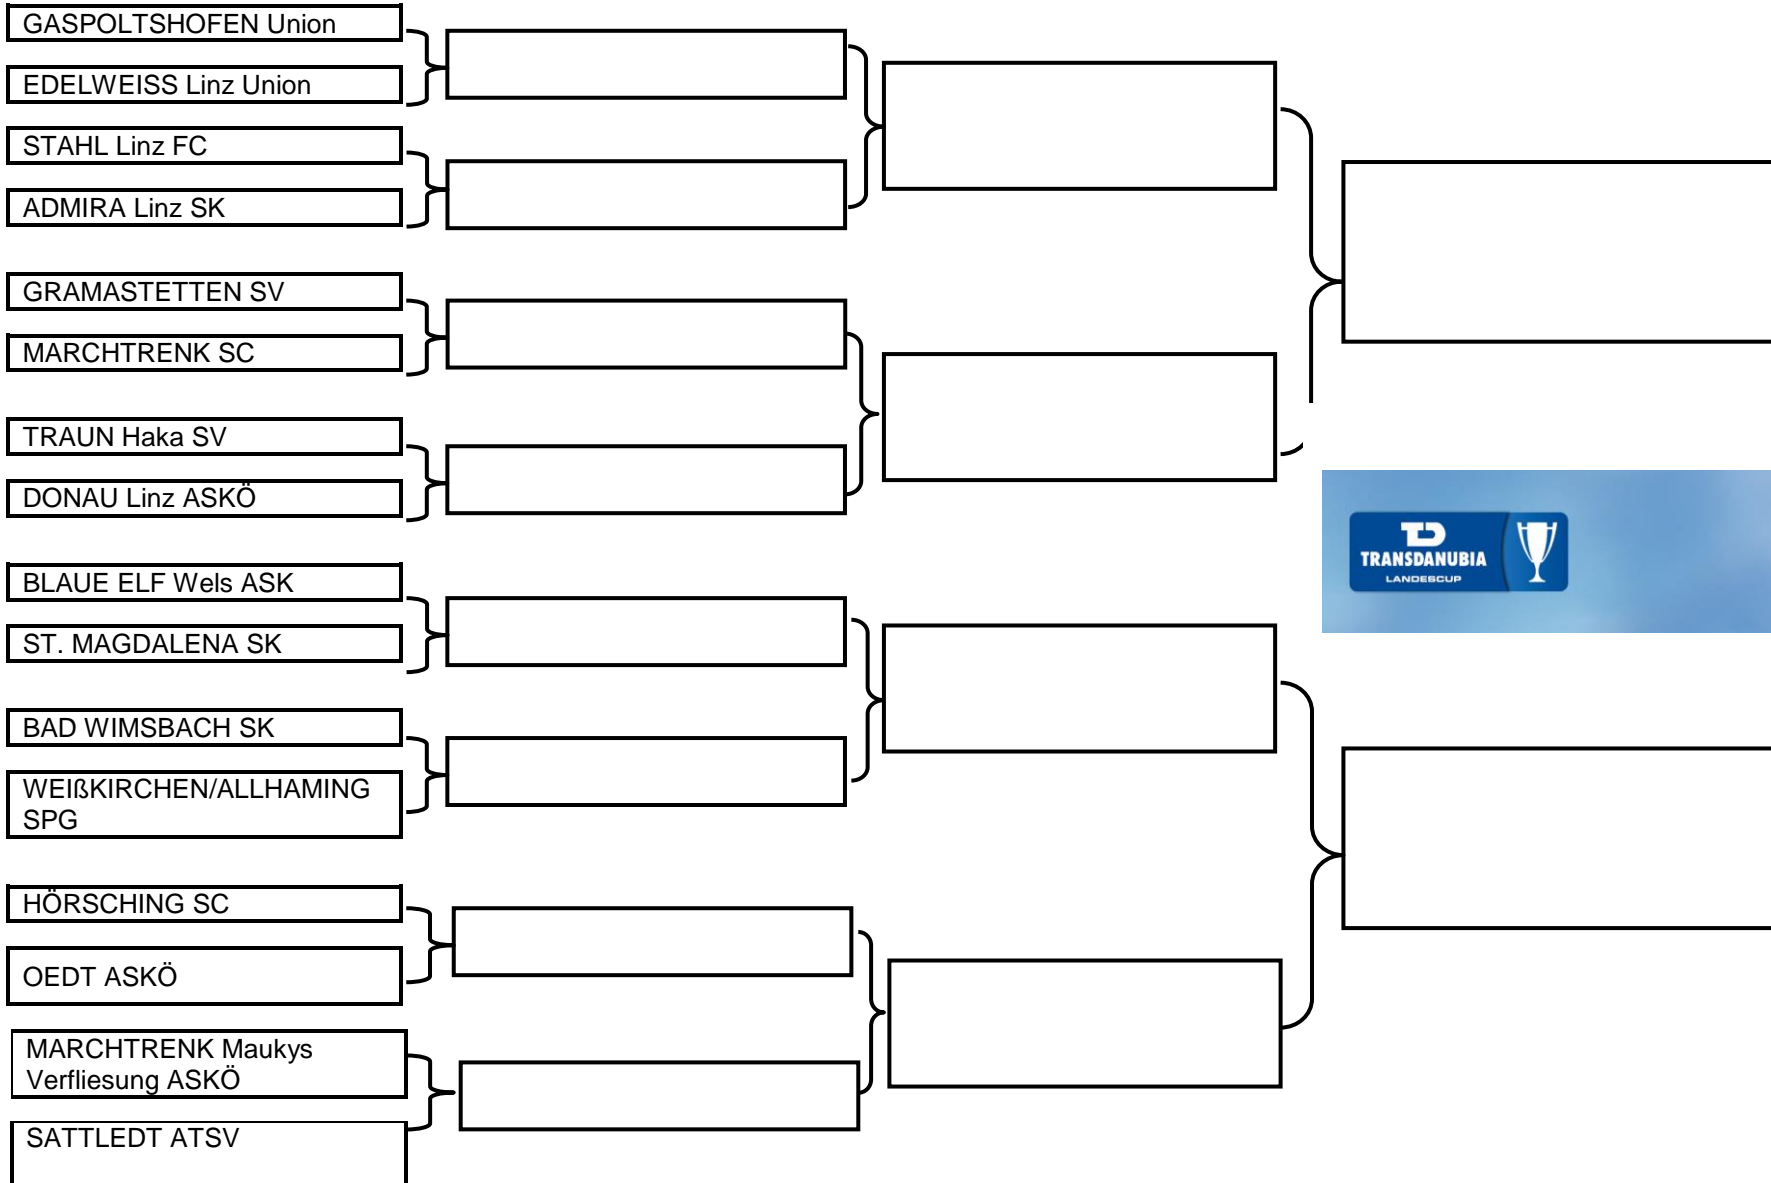 GASPOLTSHOFEN Union
EDELWEISS Linz Union
STAHL Linz FC
ADMIRA Linz SK
GRAMASTETTEN SV
MARCHTRENK SC
TRAUN Haka SV
DONAU Linz ASKÖ
TD
TRANSDANUBIA
LANDESCUP
BLAUE ELF Wels ASK
ST. MAGDALENA SK
BAD WIMSBACH SK
WEIßKIRCHEN/ALLHAMING
SPG
HÖRSCHING SC
OEDT ASKÖ
MARCHTRENK Maukys
Verfliesung ASKÖ
SATTLEDT ATSV